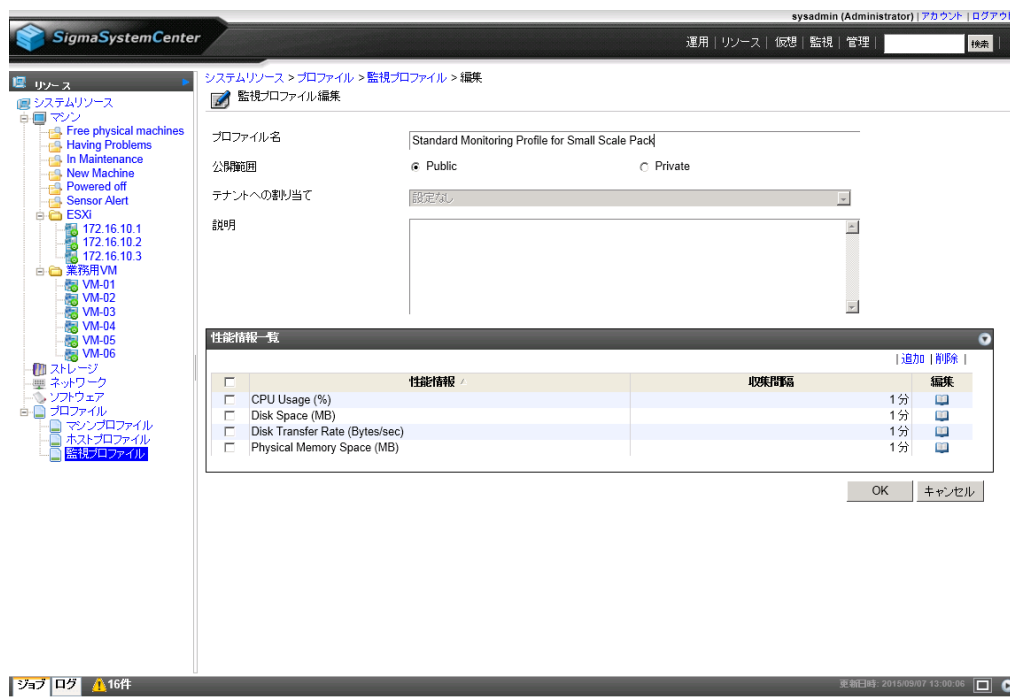 sysadmin (Administrator) | アカウント | ログアウ
SigmaSystemCenter
運用 | リソース | 仮想 | 監視 | 管理 | 検索 |
リソース
システムリソース
マシン
Free physical machines
Having Problems
In Maintenance
New Machine
Powered off
Sensor Alert
ESXi
172.16.10.1
172.16.10.2
172.16.10.3
業務用VM
VM-01
VM-02
VM-03
VM-04
VM-05
VM-06
ストレージ
ネットワーク
ソフトウェア
プロファイル
マシンプロファイル
ホストプロファイル
監視プロファイル
システムリソース > プロファイル > 監視プロファイル > 編集
監視プロファイル編集
プロファイル名 Standard Monitoring Profile for Small Scale Pack
公開範囲 Public Private
テナントへの割り当て 設定なし
説明
性能情報一覧
| 追加 | 削除 |
性能情報 収集間隔 編集
CPU Usage (%) 1分
Disk Space (MB) 1分
Disk Transfer Rate (Bytes/sec) 1分
Physical Memory Space (MB) 1分
OK キャンセル
ジョブ ログ 16件 更新日時: 2015/09/07 13:00:06